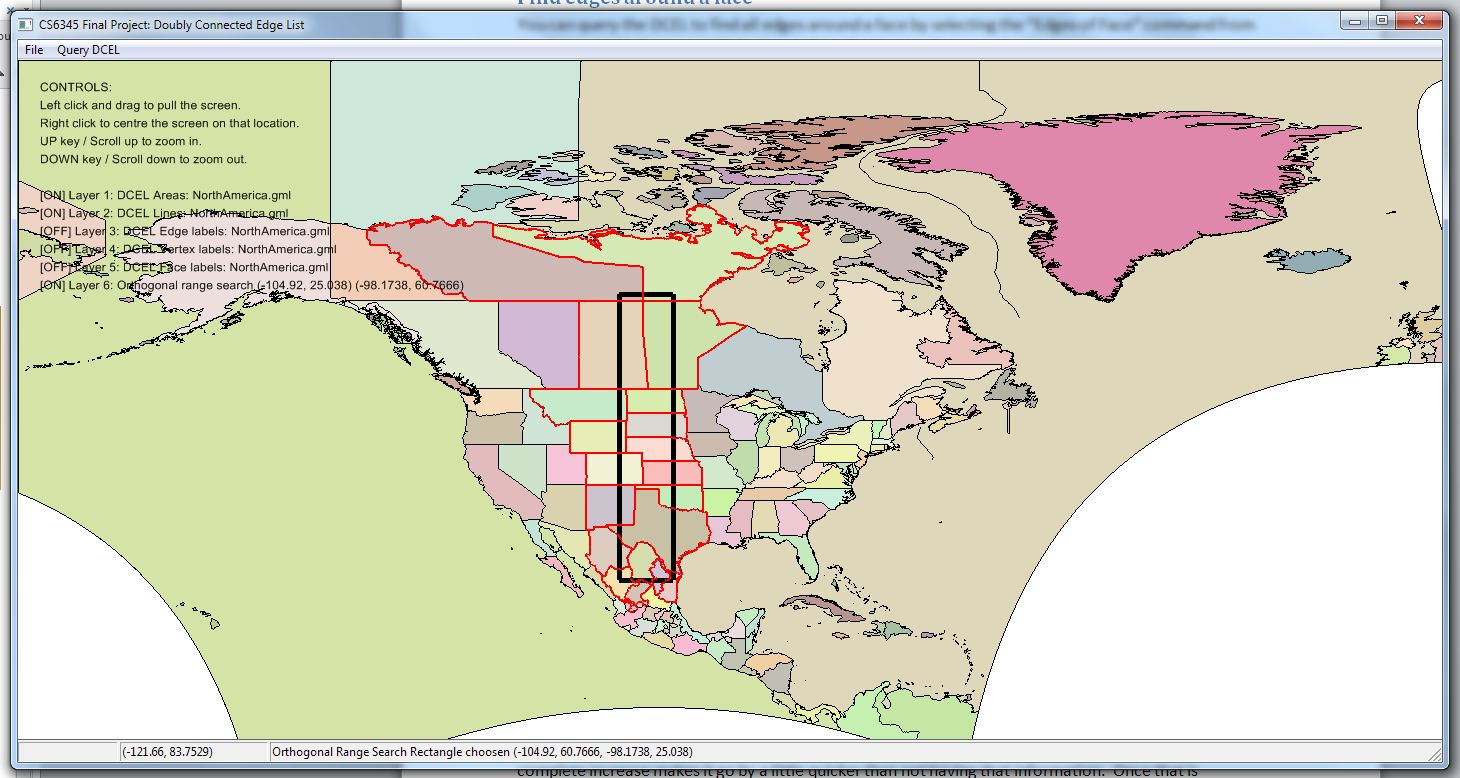 Find edges around a face
You can query the DCEL to find all edges around a face by selecting the "Edges of Face" command from
CS6345 Final Project: Doubly Connected Edge List
File Query DCEL
CONTROLS:
Left click and drag to pull the screen.
Right click to centre the screen on that location.
UP key / Scroll up to zoom in.
DOWN key / Scroll down to zoom out.
[ON] Layer 1: DCEL Areas: NorthAmerica.gml
[ON] Layer 2: DCEL Lines: NorthAmerica.gml
[OFF] Layer 3: DCEL Edge labels: NorthAmerica.gml
[OFF] Layer 4: DCEL Vertex labels: NorthAmerica.gml
[OFF] Layer 5: DCEL Face labels: NorthAmerica.gml
[ON] Layer 6: Orthogonal range search (-104.92, 25.038) (-98.1738, 60.7666)
(-121.66, 83.7529) Orthogonal Range Search Rectangle choosen (-104.92, 60.7666, -98.1738, 25.038)
complete increase makes it go by a little quicker than not having that information. Once that is